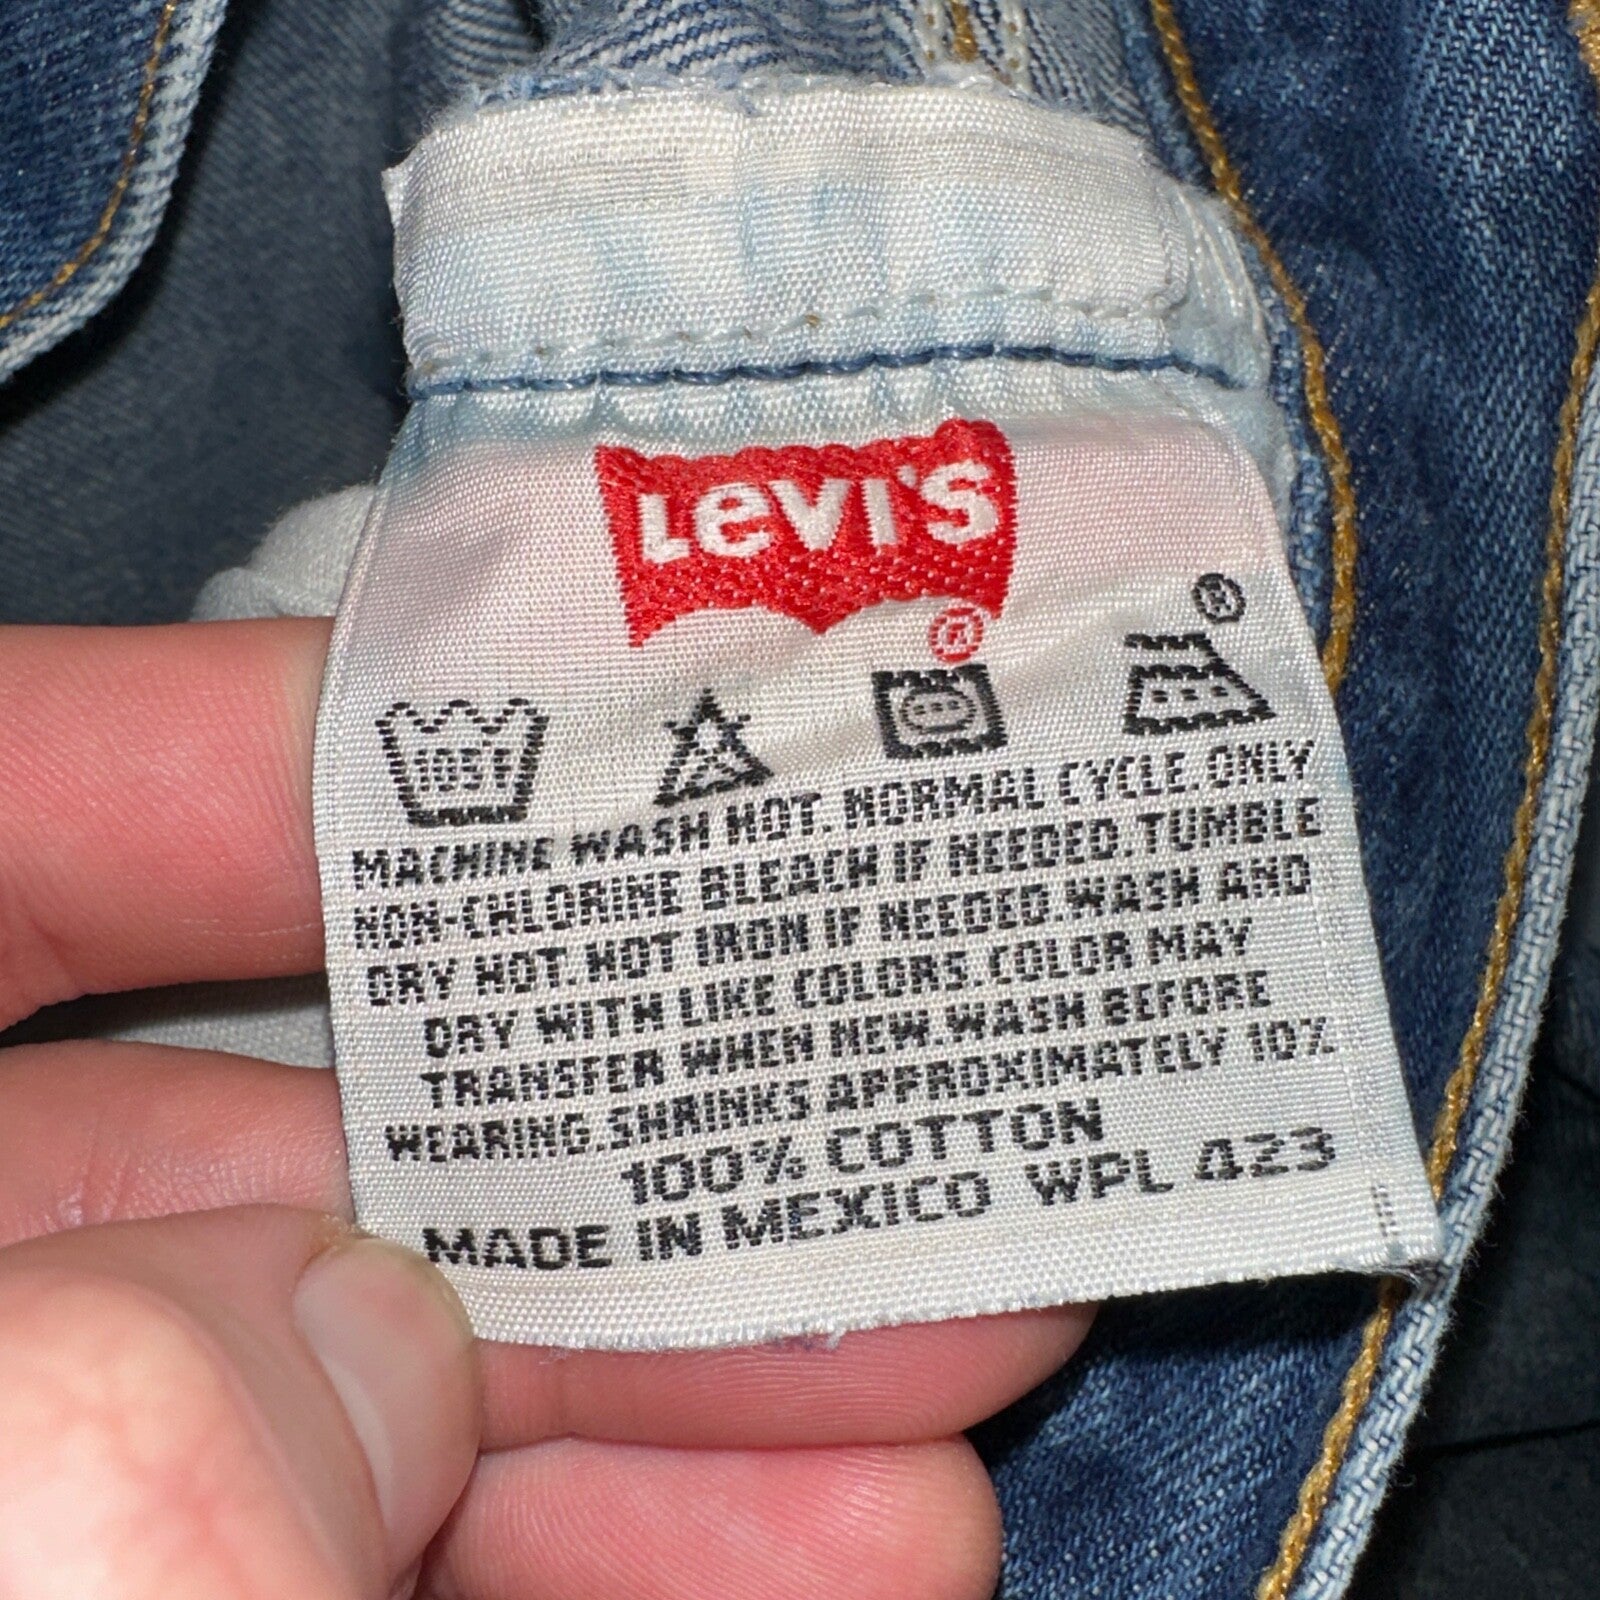 LEVI'S
®
®
105F
MACHINE WASH HOT. NORMAL CYCLE. ONLY
NON-CHLORINE BLEACH IF NEEDED. TUMBLE
DRY HOT. HOT IRON IF NEEDED. WASH AND
DRY WITH LIKE COLORS. COLOR MAY
TRANSFER WHEN NEW. WASH BEFORE
WEARING. SHRINKS APPROXIMATELY 10%
100% COTTON
MADE IN MEXICO WPL 423